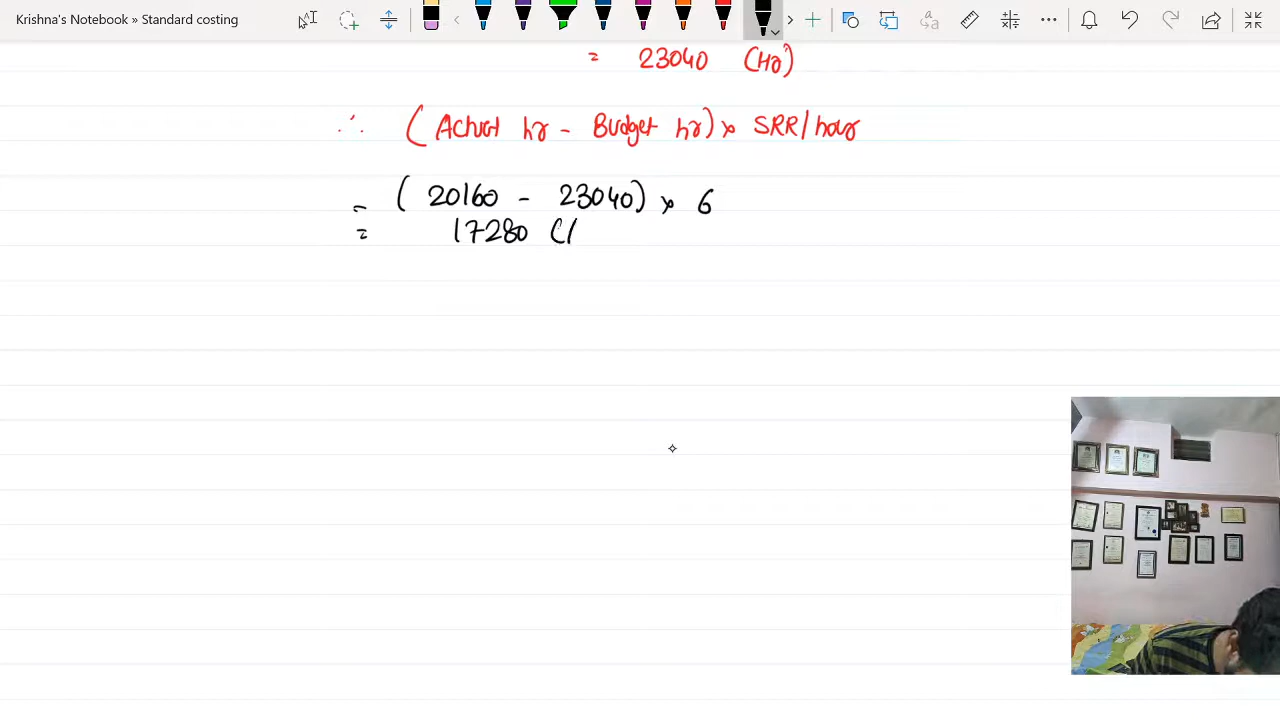 Krishna's Notebook » Standard costing
= 23040 (Hr)
∴ (Actual hr - Budget hr) × SRR/hour
= (20160 - 23040) × 6
= 17280 (